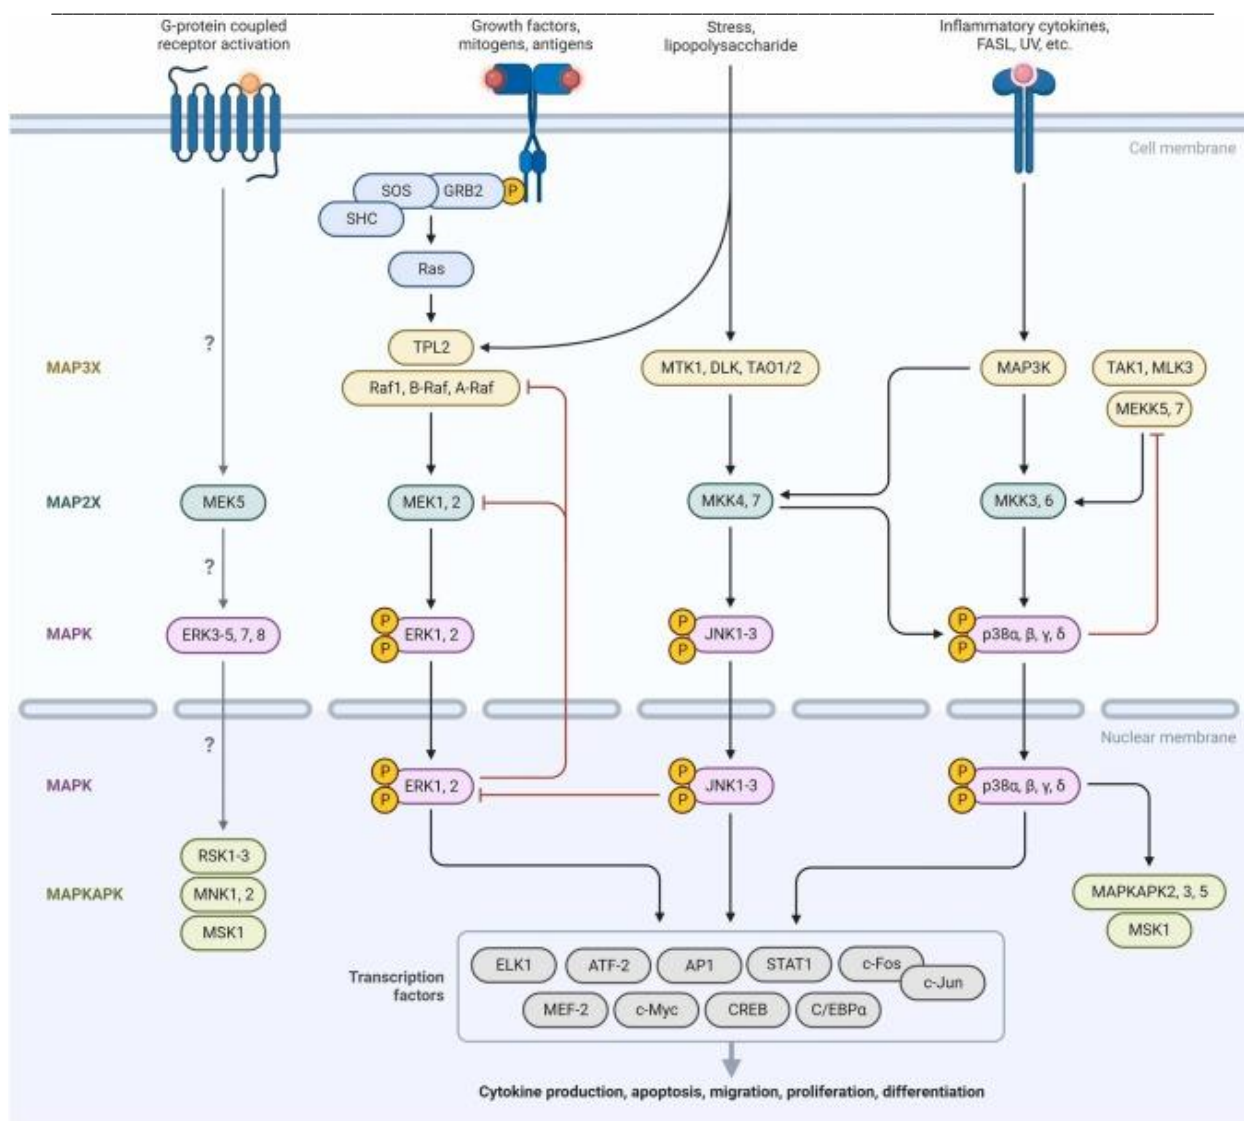 G-protein coupled
receptor activation
Growth factors,
mitogens, antigens
Stress,
lipopolysaccharide
Inflammatory cytokines,
FASL, UV, etc.
Cell membrane
SOS
GRB2
P
SHC
Ras
?
TPL2
MAP3X
Raf1, B-Raf, A-Raf
MTK1, DLK, TAO1/2
MAP3K
TAK1, MLK3
MEKK5, 7
MAP2X
MEK5
MEK1, 2
MKK4, 7
MKK3, 6
?
MAPK
ERK3-5, 7, 8
P
P
ERK1, 2
P
P
JNK1-3
P
P
p38α, β, γ, δ
Nuclear membrane
?
MAPK
P
P
ERK1, 2
P
P
JNK1-3
P
P
p38α, β, γ, δ
MAPKAPK
RSK1-3
MNK1, 2
MSK1
MAPKAPK2, 3, 5
MSK1
Transcription
factors
ELK1
ATF-2
AP1
STAT1
c-Fos
c-Jun
MEF-2
c-Myc
CREB
C/EBPα
Cytokine production, apoptosis, migration, proliferation, differentiation